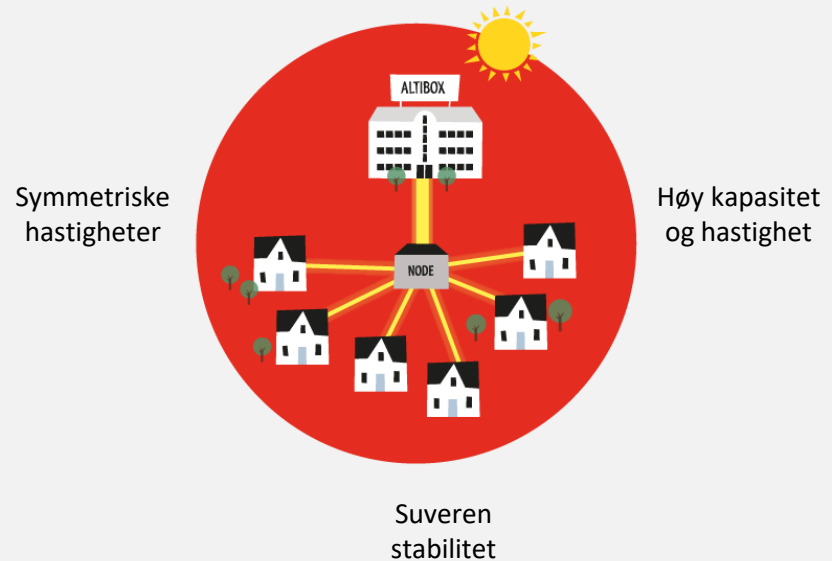 ALTIBOX
Symmetriske
hastigheter
Høy kapasitet
og hastighet
NODE
Suveren
stabilitet